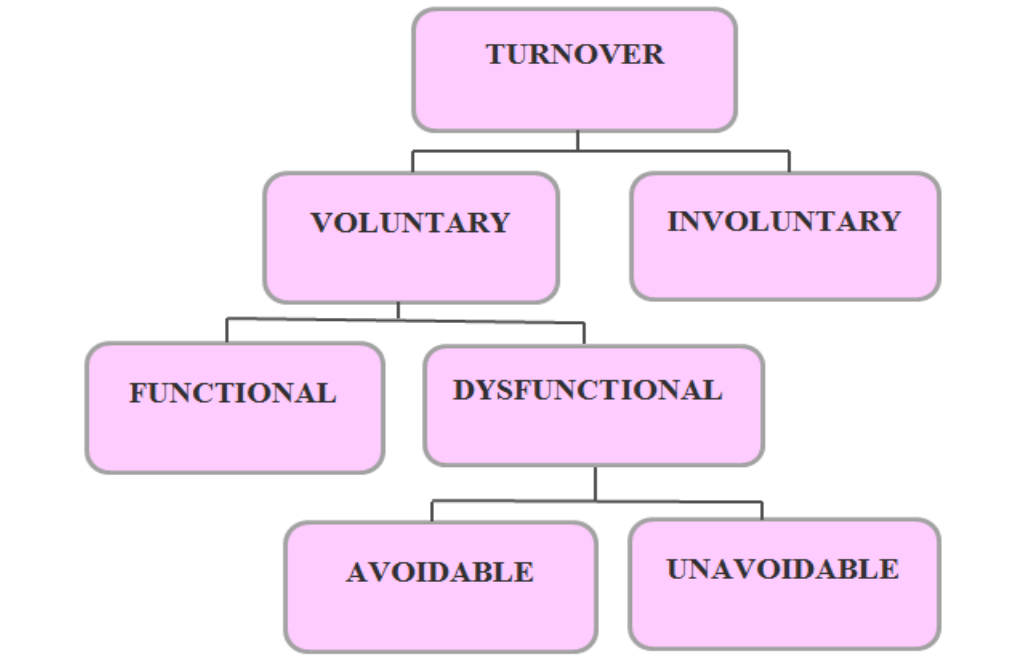 TURNOVER
VOLUNTARY
INVOLUNTARY
FUNCTIONAL
DYSFUNCTIONAL
AVOIDABLE
UNAVOIDABLE